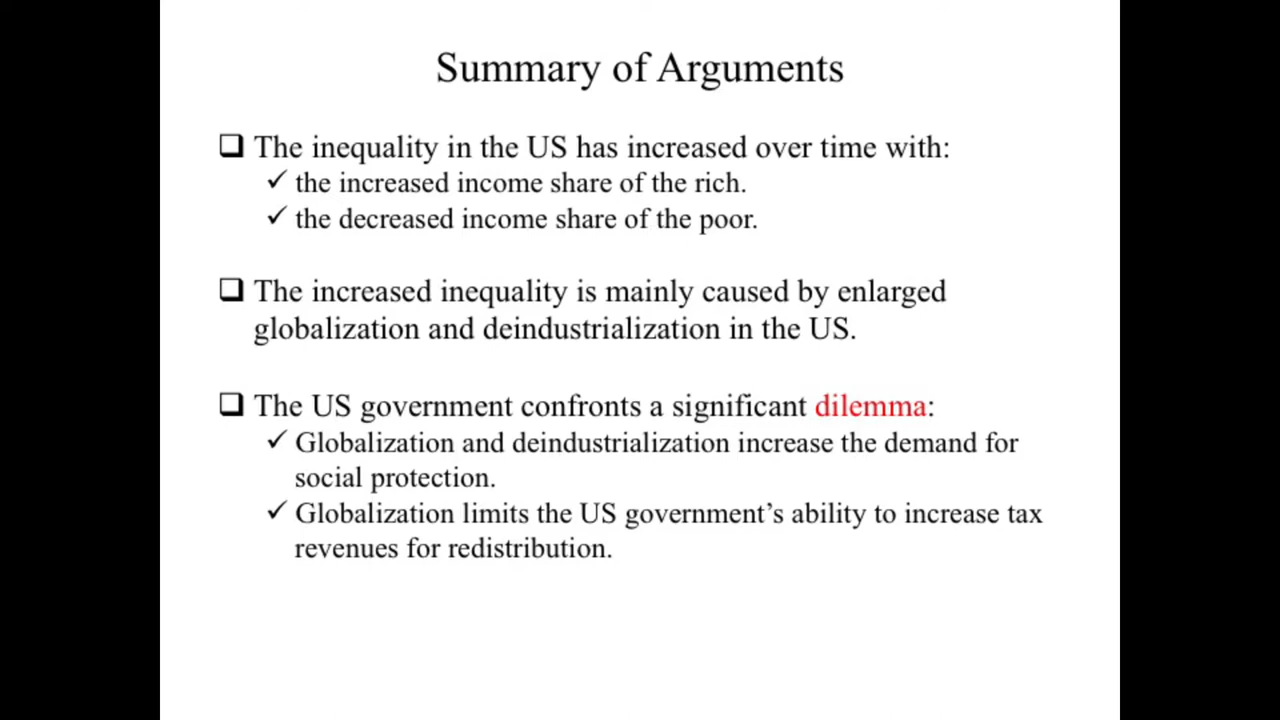 Summary of Arguments
❑ The inequality in the US has increased over time with:
✓ the increased income share of the rich.
✓ the decreased income share of the poor.
❑ The increased inequality is mainly caused by enlarged
globalization and deindustrialization in the US.
❑ The US government confronts a significant dilemma:
✓ Globalization and deindustrialization increase the demand for
social protection.
✓ Globalization limits the US government’s ability to increase tax
revenues for redistribution.